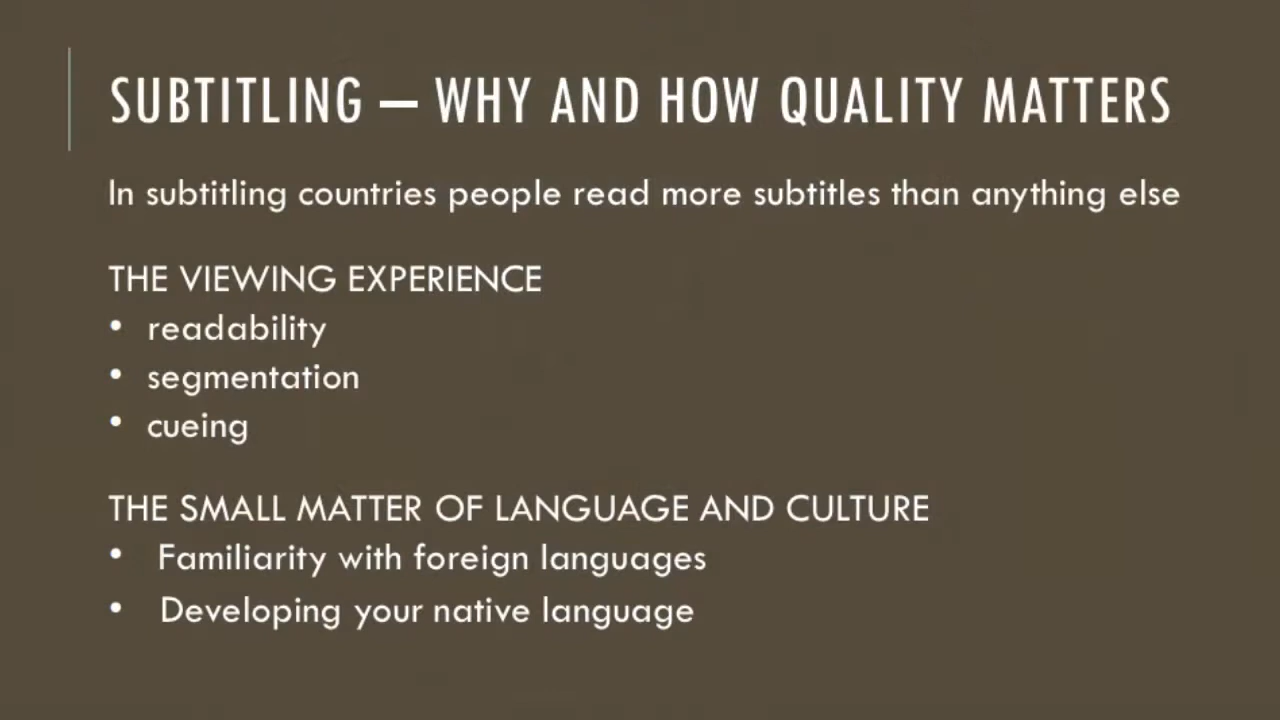 SUBTITLING – WHY AND HOW QUALITY MATTERS
In subtitling countries people read more subtitles than anything else
THE VIEWING EXPERIENCE
• readability
• segmentation
• cueing
THE SMALL MATTER OF LANGUAGE AND CULTURE
• Familiarity with foreign languages
• Developing your native language